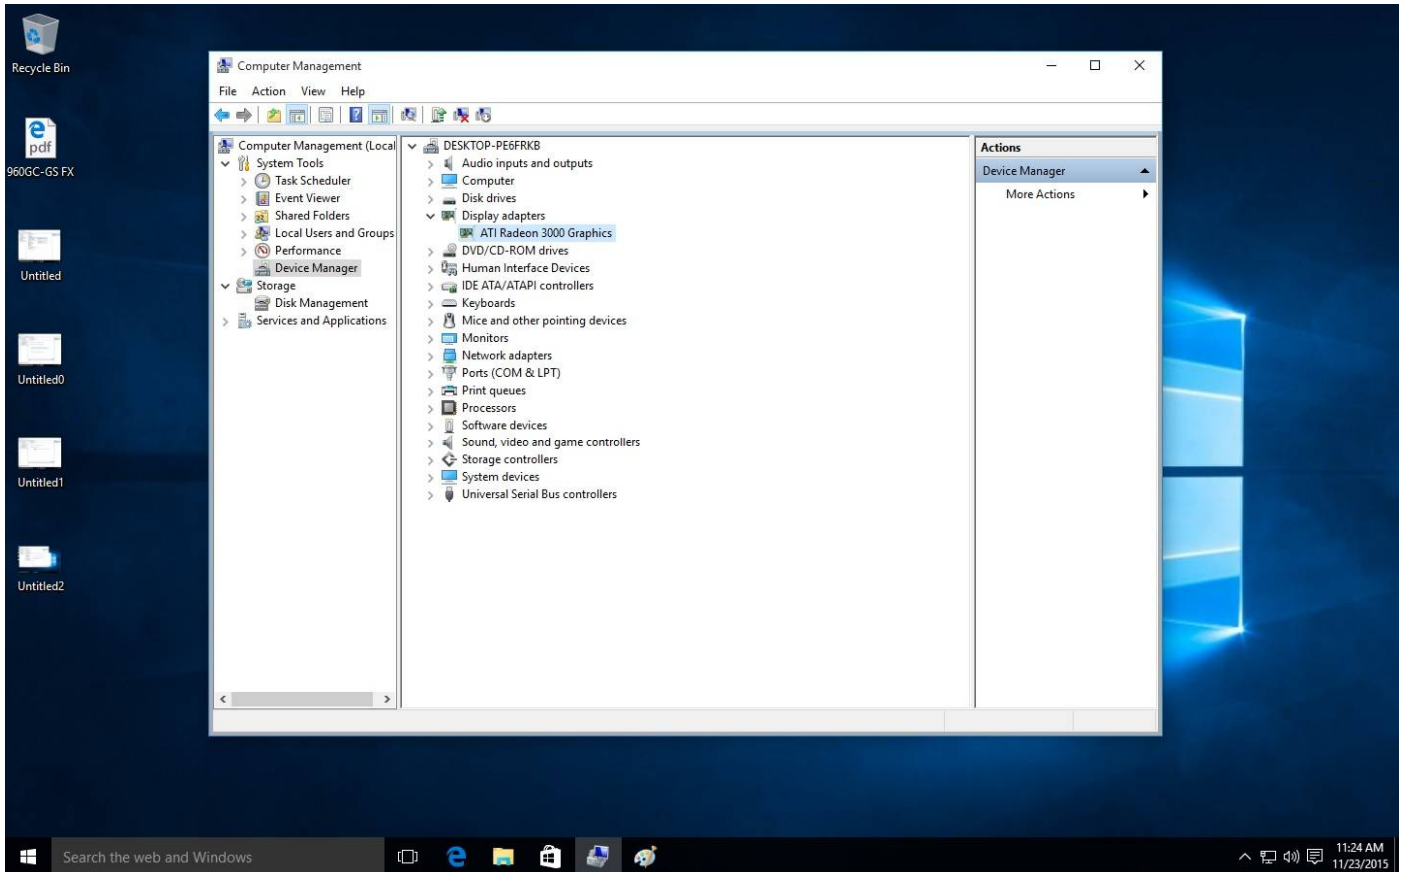 Recycle Bin
pdf
960GC-GS FX
Untitled
Untitled0
Untitled1
Untitled2
Computer Management
File Action View Help
Computer Management (Local
System Tools
Task Scheduler
Event Viewer
Shared Folders
Local Users and Groups
Performance
Device Manager
Storage
Disk Management
Services and Applications
DESKTOP-PE6FRKB
Audio inputs and outputs
Computer
Disk drives
Display adapters
ATI Radeon 3000 Graphics
DVD/CD-ROM drives
Human Interface Devices
IDE ATA/ATAPI controllers
Keyboards
Mice and other pointing devices
Monitors
Network adapters
Ports (COM & LPT)
Print queues
Processors
Software devices
Sound, video and game controllers
Storage controllers
System devices
Universal Serial Bus controllers
Actions
Device Manager
More Actions
Search the web and Windows
11:24 AM
11/23/2015